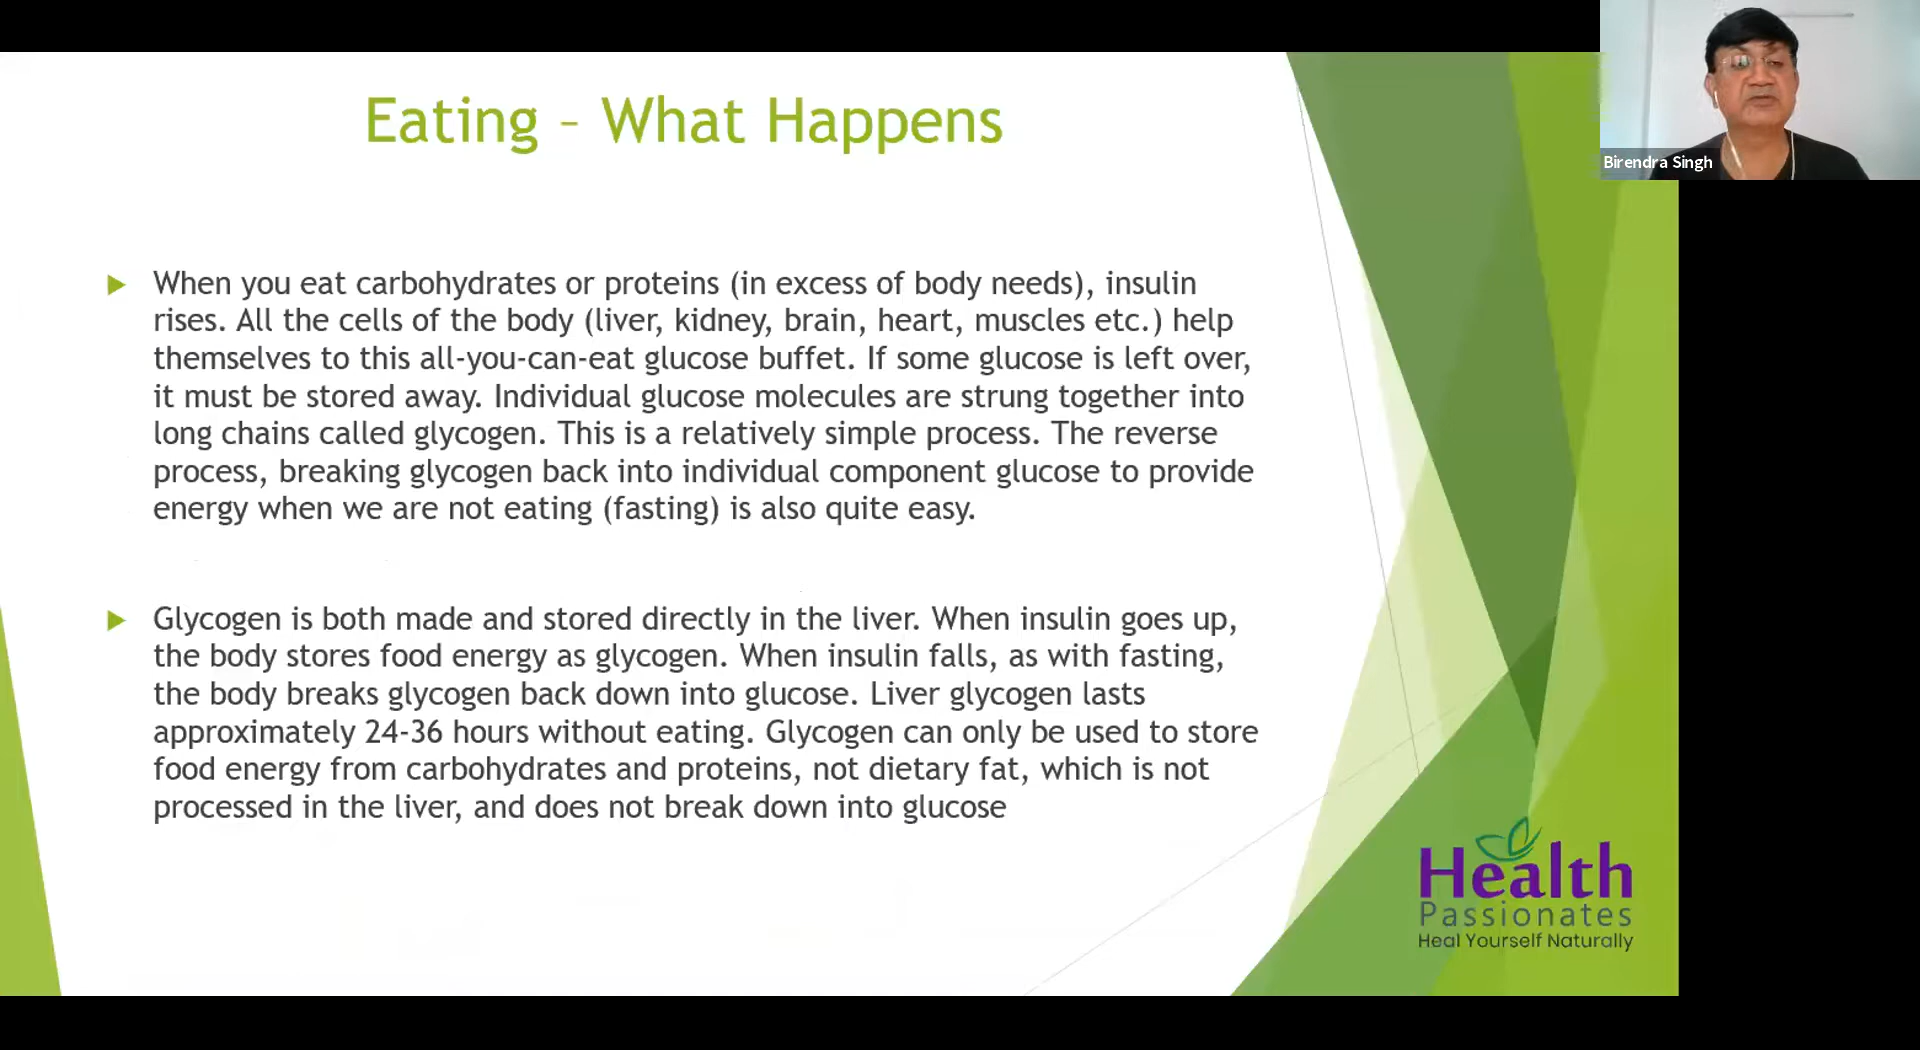 Eating – What Happens
Birendra Singh
When you eat carbohydrates or proteins (in excess of body needs), insulin
rises. All the cells of the body (liver, kidney, brain, heart, muscles etc.) help
themselves to this all-you-can-eat glucose buffet. If some glucose is left over,
it must be stored away. Individual glucose molecules are strung together into
long chains called glycogen. This is a relatively simple process. The reverse
process, breaking glycogen back into individual component glucose to provide
energy when we are not eating (fasting) is also quite easy.
Glycogen is both made and stored directly in the liver. When insulin goes up,
the body stores food energy as glycogen. When insulin falls, as with fasting,
the body breaks glycogen back down into glucose. Liver glycogen lasts
approximately 24-36 hours without eating. Glycogen can only be used to store
food energy from carbohydrates and proteins, not dietary fat, which is not
processed in the liver, and does not break down into glucose
Health
Passionates
Heal Yourself Naturally